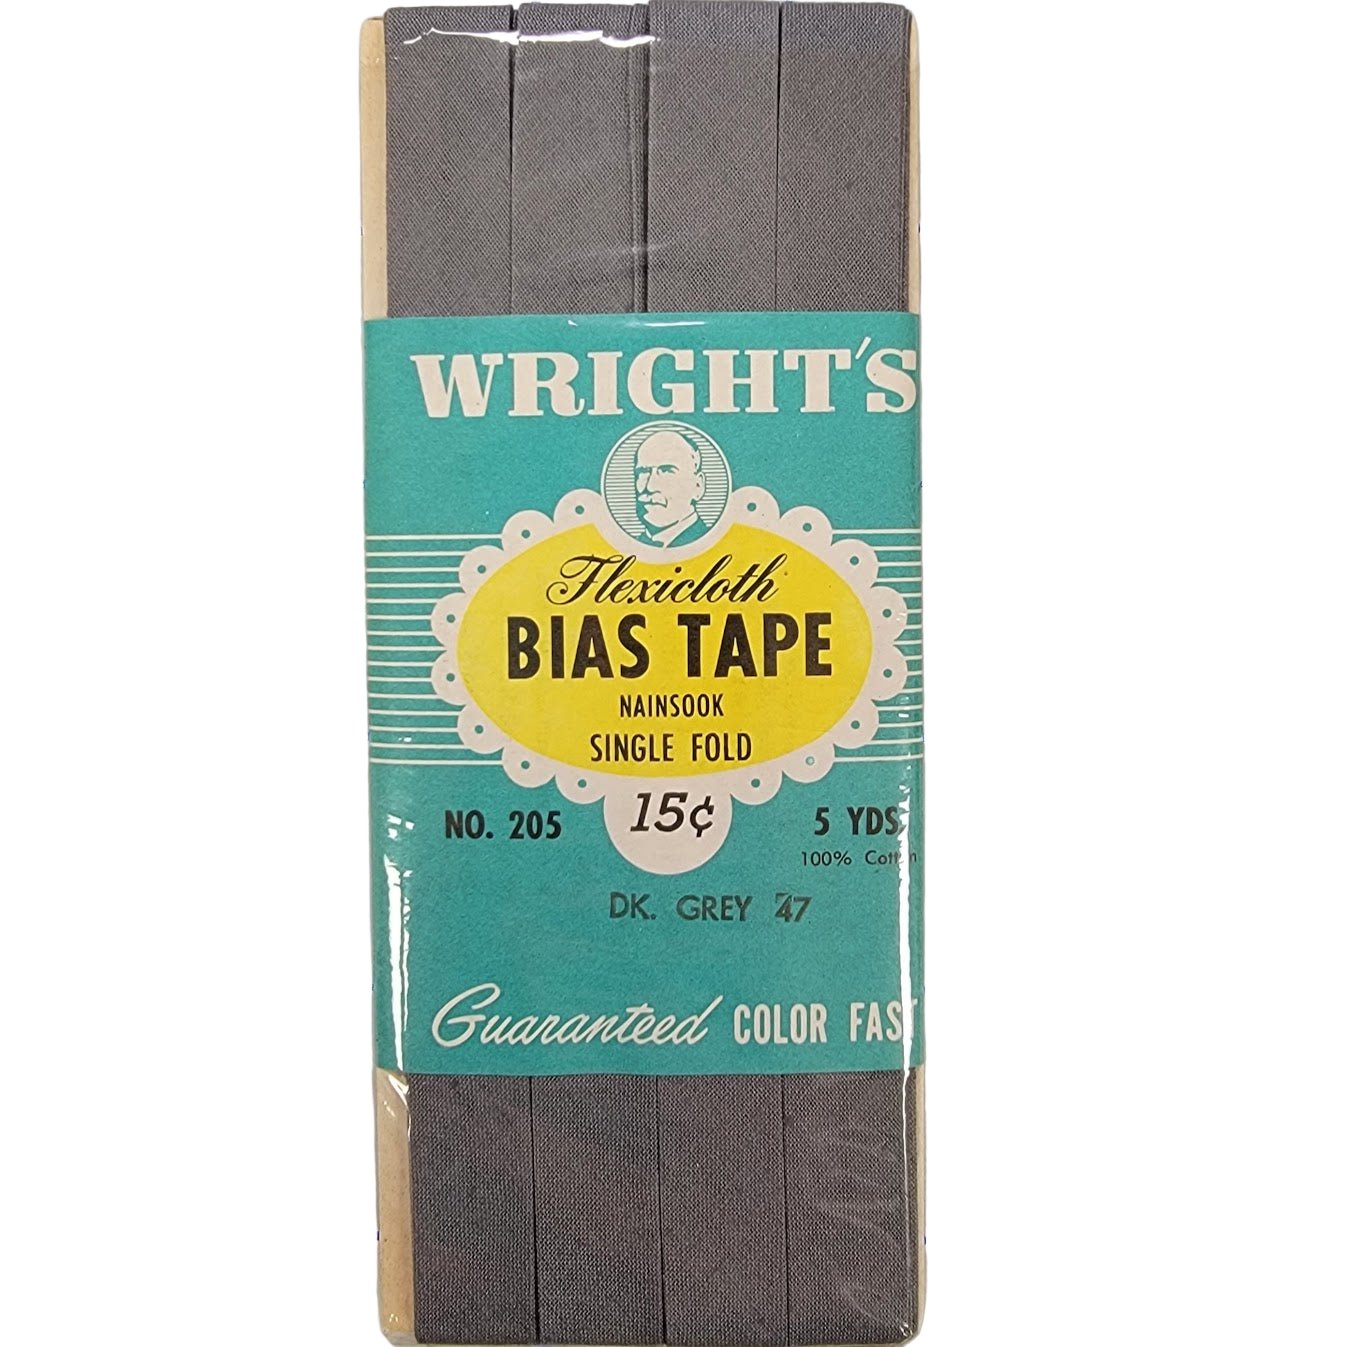 WRIGHT'S
Flexicloth
BIAS TAPE
NAINSOOK
SINGLE FOLD
15¢
NO. 205
5 YDS.
100% Cotton
DK. GREY 47
Guaranteed COLOR FAST